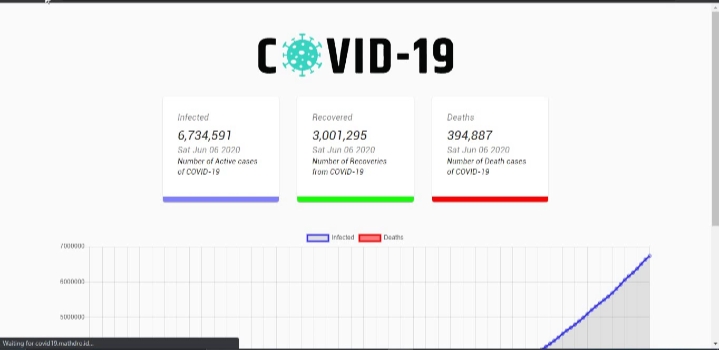 COVID-19
Infected
6,734,591
Sat Jun 06 2020
Number of Active cases
of COVID-19
Recovered
3,001,295
Sat Jun 06 2020
Number of Recoveries
from COVID-19
Deaths
394,887
Sat Jun 06 2020
Number of Death cases
of COVID-19
Infected
Deaths
7000000
6000000
5000000
Waiting for covid19.mathdro.id...